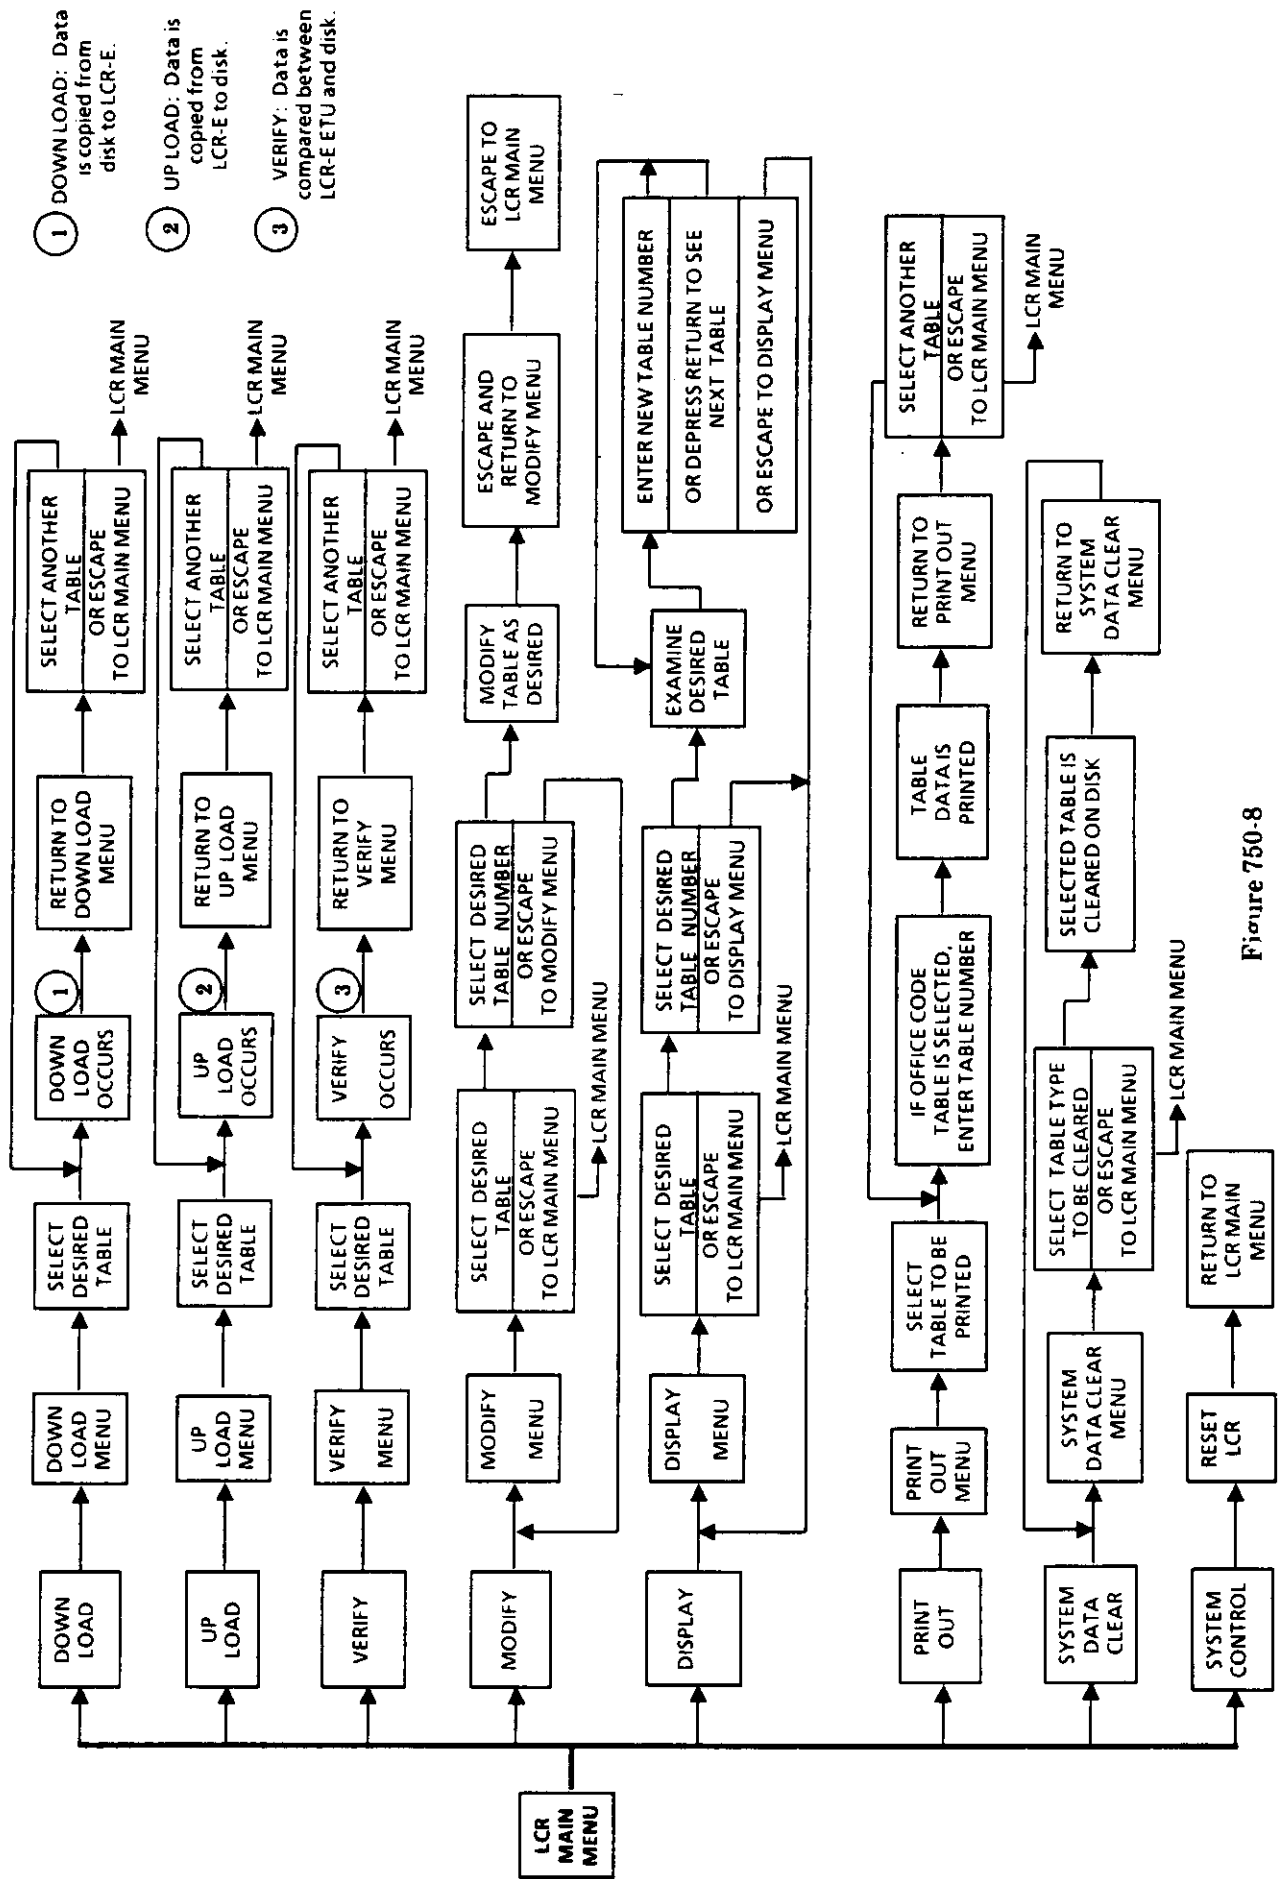 LCR
MAIN
MENU
DOWN
LOAD
DOWN
LOAD
MENU
SELECT
DESIRED
TABLE
DOWN
LOAD
OCCURS
1
RETURN TO
DOWN LOAD
MENU
SELECT ANOTHER
TABLE
OR ESCAPE
TO LCR MAIN MENU
LCR MAIN
MENU
1 DOWN LOAD: Data
is copied from
disk to LCR-E.
UP
LOAD
UP
LOAD MENU
SELECT
DESIRED
TABLE
UP
LOAD
OCCURS
2
RETURN TO
UP LOAD
MENU
SELECT ANOTHER
TABLE
OR ESCAPE
TO LCR MAIN MENU
LCR MAIN
MENU
2 UP LOAD: Data is
copied from
LCR-E to disk.
VERIFY
VERIFY
MENU
SELECT
DESIRED
TABLE
VERIFY
OCCURS
3
RETURN TO
VERIFY
MENU
SELECT ANOTHER
TABLE
OR ESCAPE
TO LCR MAIN MENU
LCR MAIN
MENU
3 VERIFY: Data is
compared between
LCR-E ETU and disk.
MODIFY
MODIFY
MENU
SELECT DESIRED
TABLE
OR ESCAPE
TO LCR MAIN MENU
LCR MAIN MENU
SELECT DESIRED
TABLE NUMBER
OR ESCAPE
TO MODIFY MENU
MODIFY
TABLE AS
DESIRED
ESCAPE AND
RETURN TO
MODIFY MENU
ESCAPE TO
LCR MAIN
MENU
DISPLAY
DISPLAY
MENU
SELECT DESIRED
TABLE
OR ESCAPE
TO LCR MAIN MENU
LCR MAIN MENU
SELECT DESIRED
TABLE NUMBER
OR ESCAPE
TO DISPLAY MENU
EXAMINE
DESIRED
TABLE
ENTER NEW TABLE NUMBER
OR DEPRESS RETURN TO SEE
NEXT TABLE
OR ESCAPE TO DISPLAY MENU
PRINT
OUT
PRINT
OUT
MENU
SELECT
TABLE TO BE
PRINTED
IF OFFICE CODE
TABLE IS SELECTED,
ENTER TABLE NUMBER
TABLE
DATA IS
PRINTED
RETURN TO
PRINT OUT
MENU
SELECT ANOTHER
TABLE
OR ESCAPE
TO LCR MAIN MENU
LCR MAIN
MENU
SYSTEM
DATA
CLEAR
SYSTEM
DATA CLEAR
MENU
SELECT TABLE TYPE
TO BE CLEARED
OR ESCAPE
TO LCR MAIN MENU
LCR MAIN MENU
SELECTED TABLE IS
CLEARED ON DISK
RETURN TO
SYSTEM
DATA CLEAR
MENU
SYSTEM
CONTROL
RESET
LCR
RETURN TO
LCR MAIN
MENU
Figure 750-8